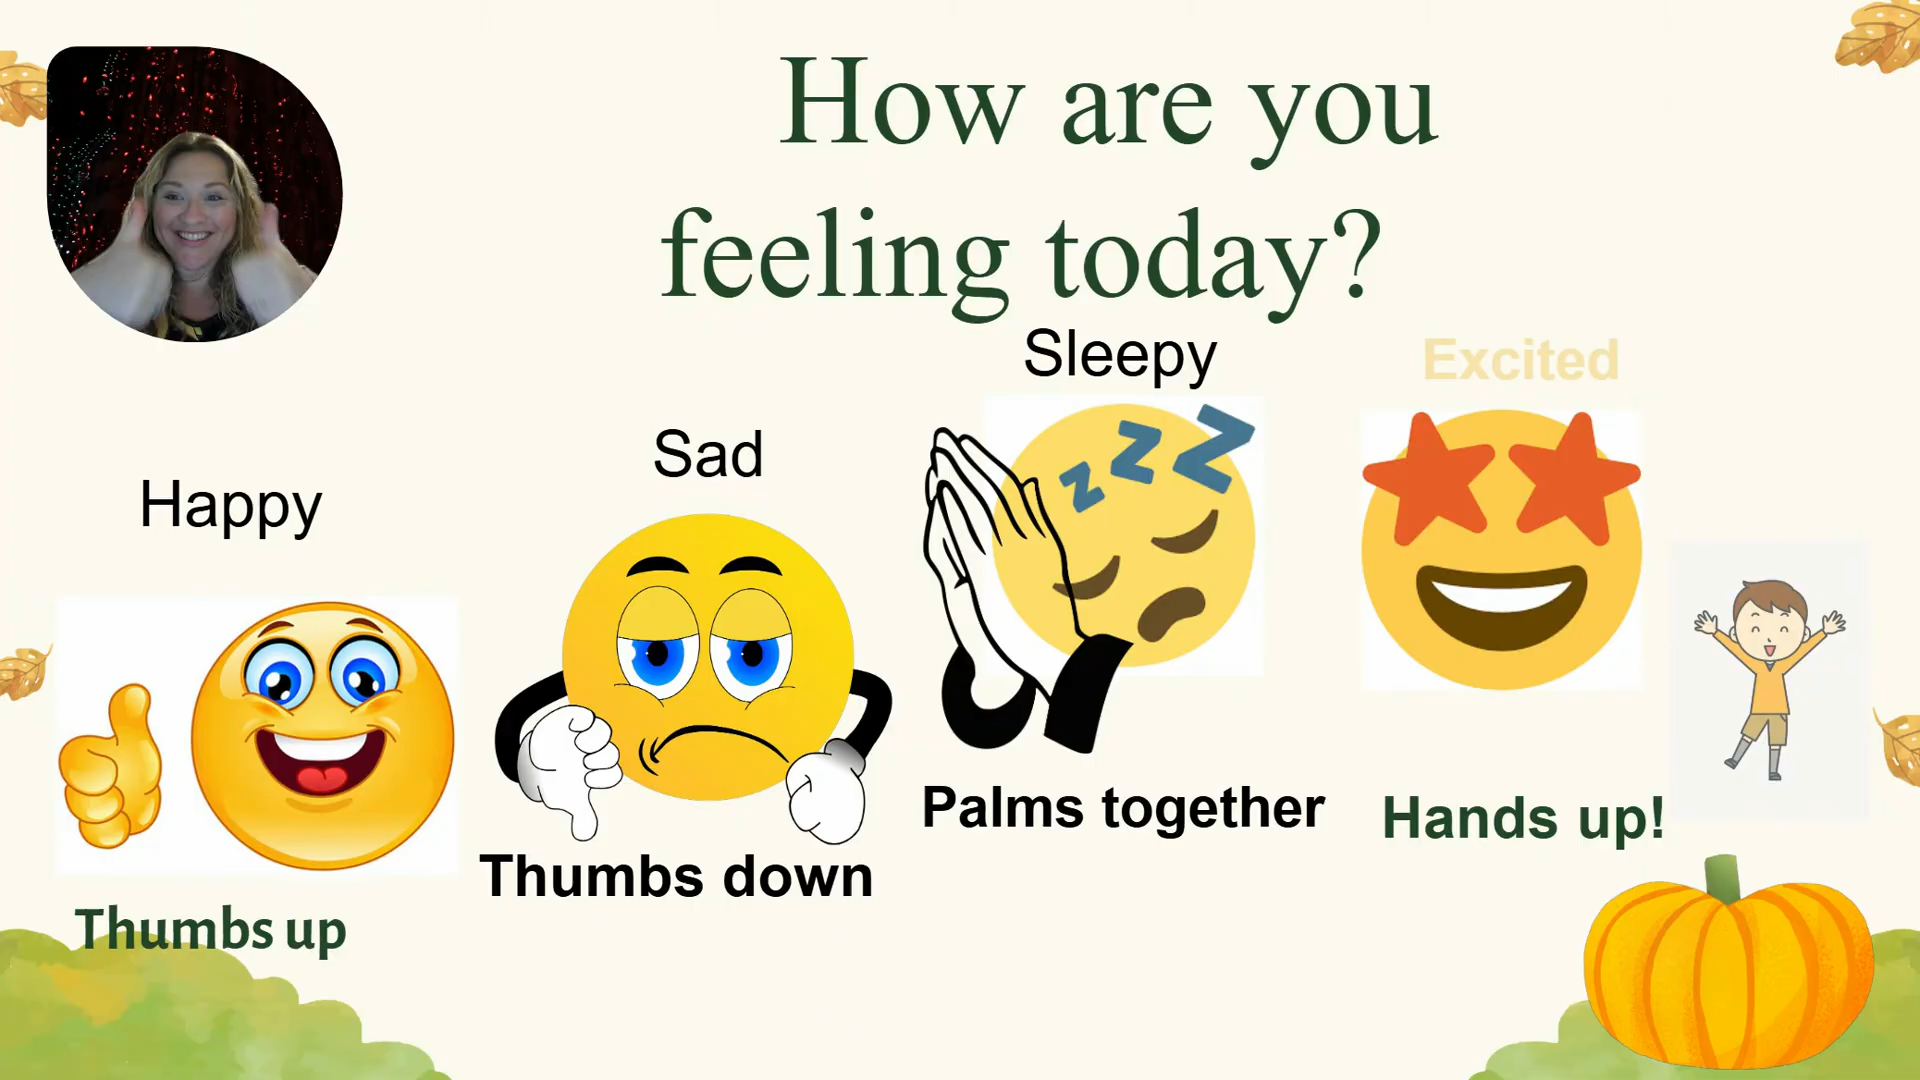 How are you
feeling today?
Happy
Sad
Sleepy
Excited
z z Z
Thumbs up
Thumbs down
Palms together
Hands up!